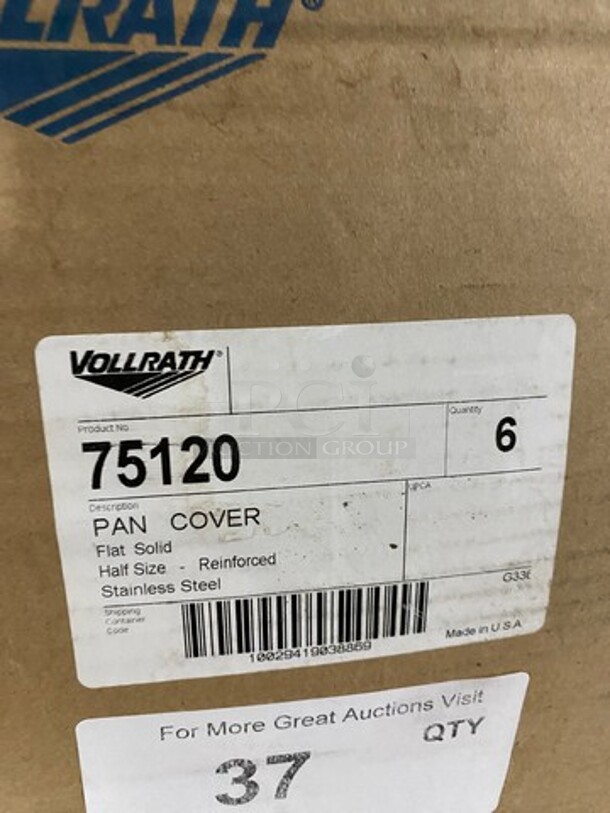 LLRATH®
VOLLRATH®
Product No.
75120
Quantity
6
Description
PAN COVER
Flat Solid
Half Size - Reinforced
Stainless Steel
Shipping
Container
Code
10029419038869
Made in U.S.A.
For More Great Auctions Visit
37
QTY